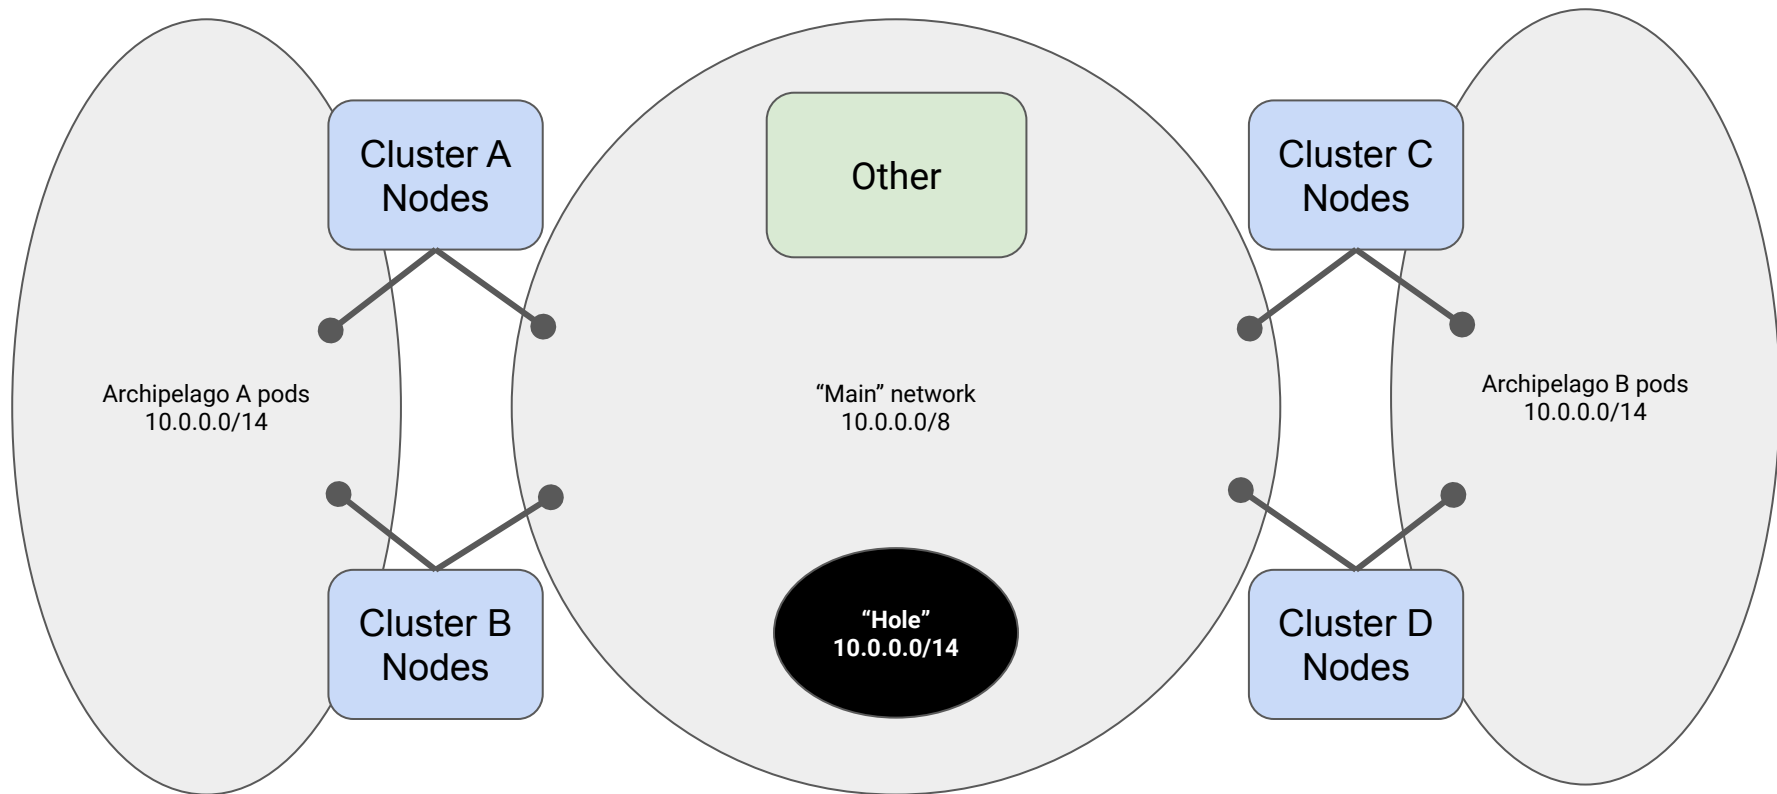 Cluster A
Nodes
Other
Cluster C
Nodes
Archipelago A pods
10.0.0.0/14
“Main” network
10.0.0.0/8
Archipelago B pods
10.0.0.0/14
Cluster B
Nodes
“Hole”
10.0.0.0/14
Cluster D
Nodes